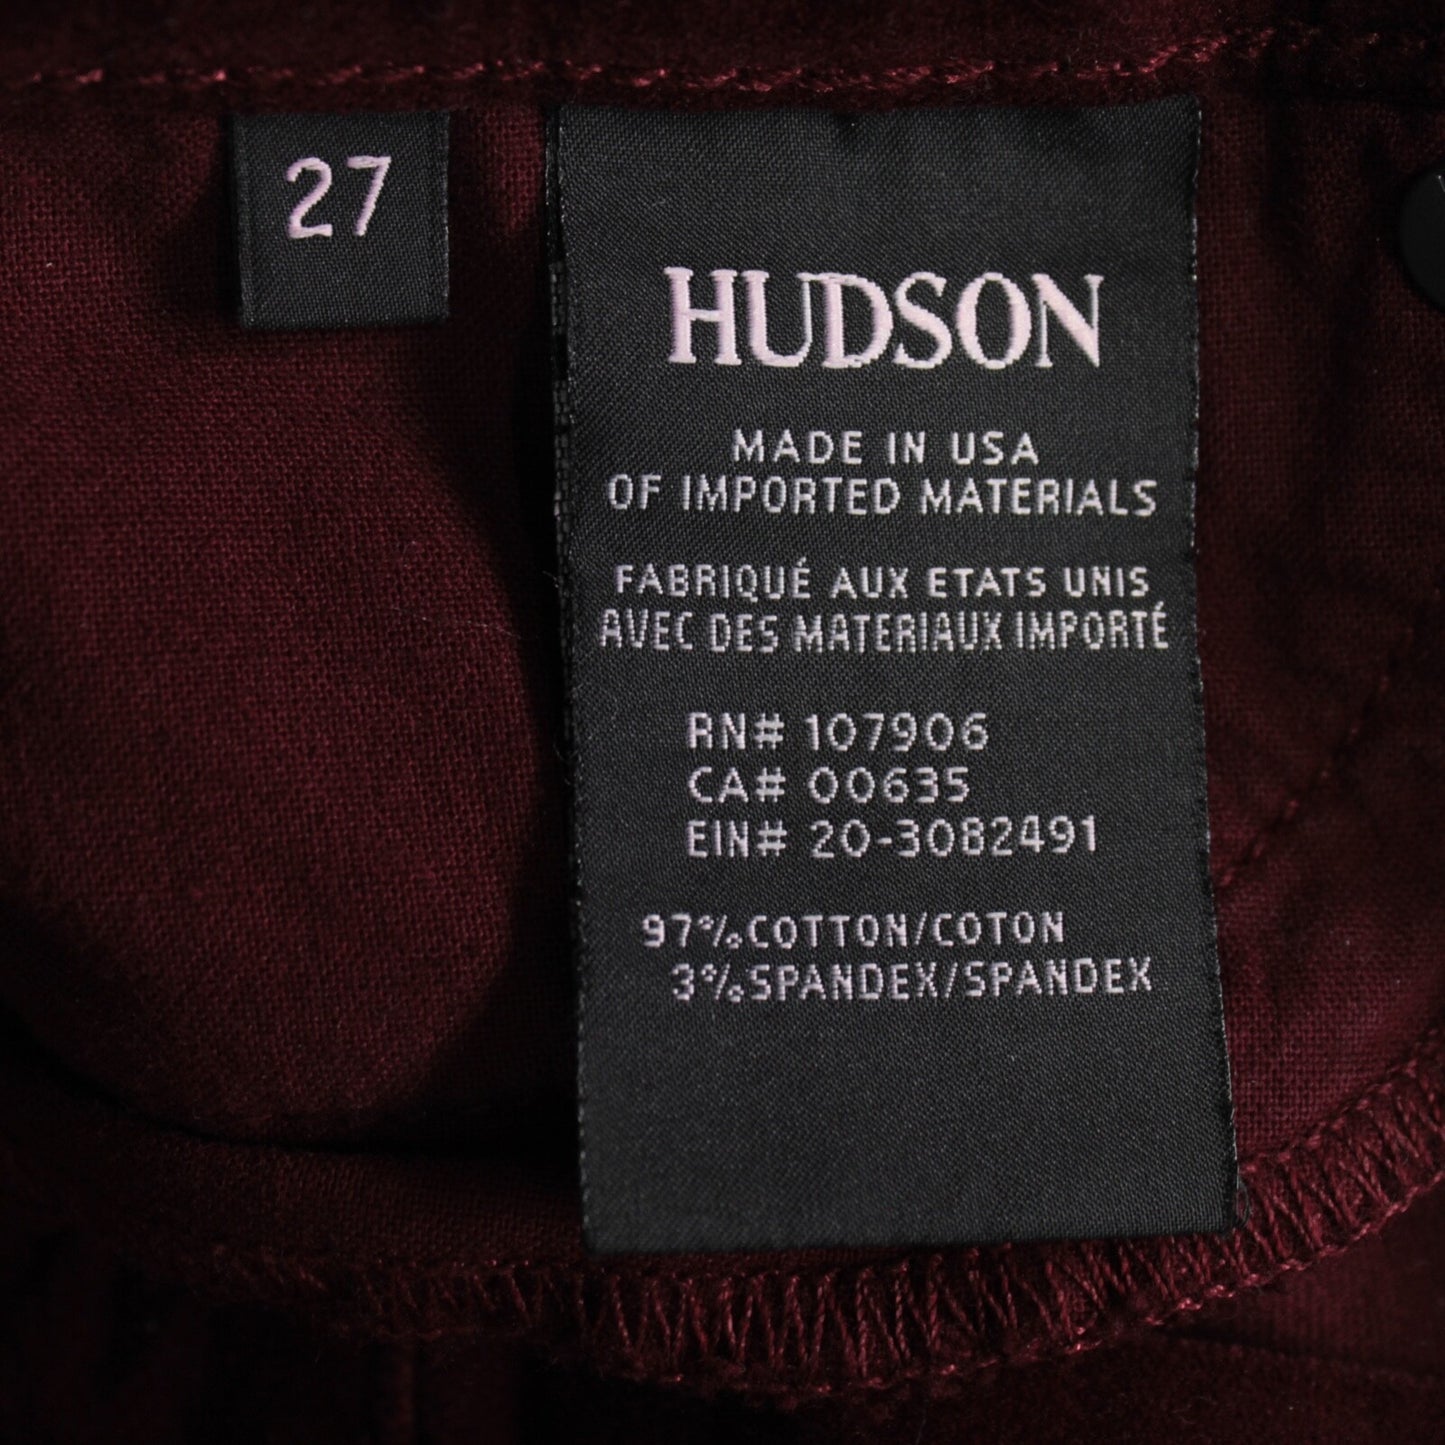 27
HUDSON
MADE IN USA
OF IMPORTED MATERIALS
FABRIQUÉ AUX ETATS UNIS
AVEC DES MATERIAUX IMPORTÉ
RN# 107906
CA# 00635
EIN# 20-3082491
97% COTTON/COTON
3% SPANDEX/SPANDEX